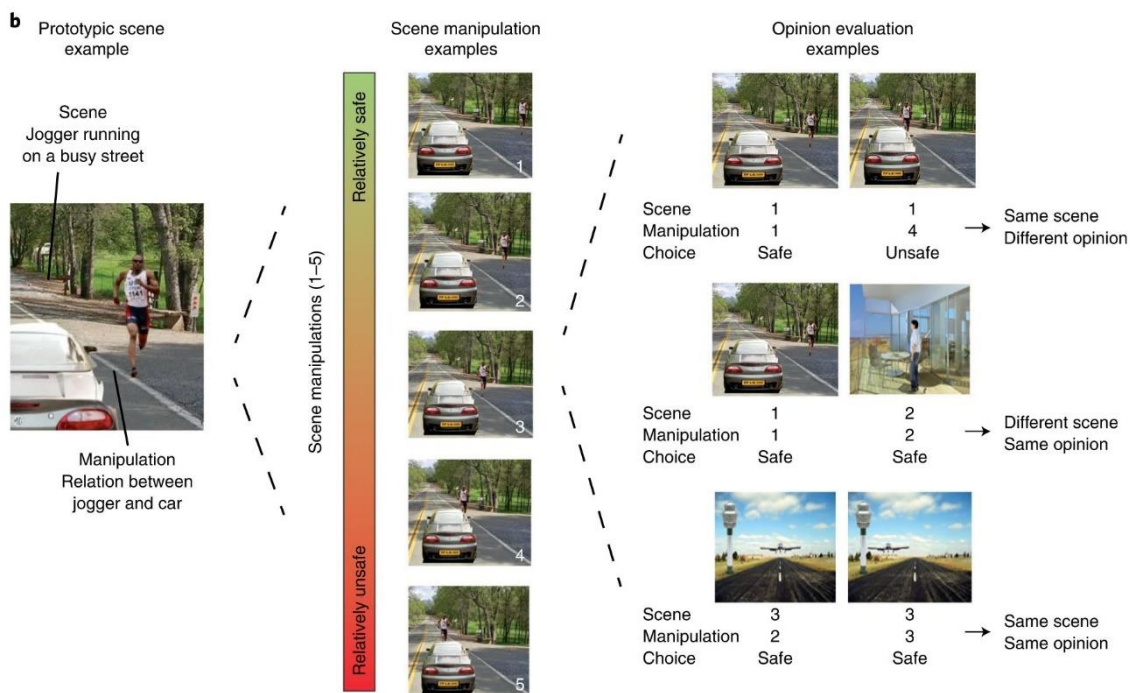 b
Prototypic scene
example
Scene
Jogger running
on a busy street
1141
MG
Manipulation
Relation between
jogger and car
Scene manipulation
examples
Scene manipulations (1–5)
Relatively safe
Relatively unsafe
1
2
3
4
5
Opinion evaluation
examples
Scene 1 1
Manipulation 1 4
Choice Safe Unsafe
Same scene
Different opinion
Scene 1 2
Manipulation 1 2
Choice Safe Safe
Different scene
Same opinion
Scene 3 3
Manipulation 2 3
Choice Safe Safe
Same scene
Same opinion